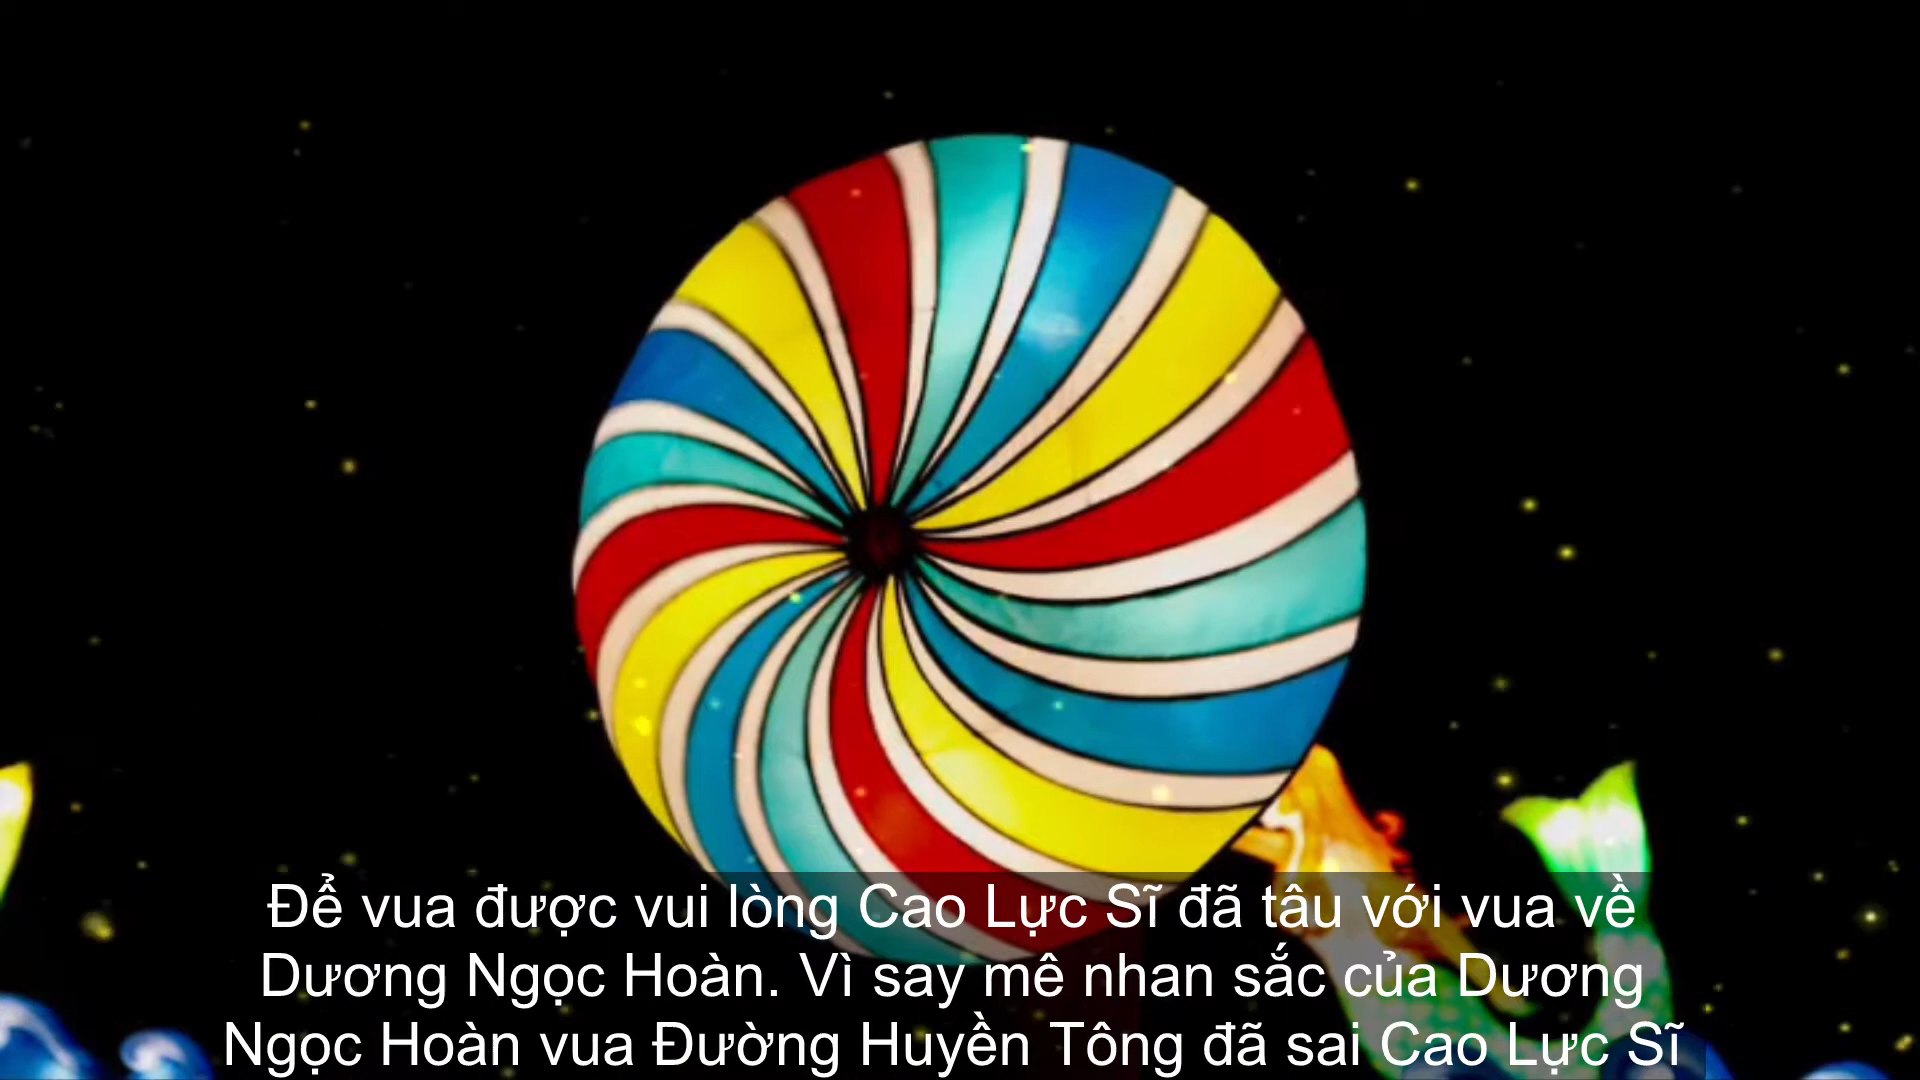 Để vua được vui lòng Cao Lực Sĩ đã tâu với vua về
Dương Ngọc Hoàn. Vì say mê nhan sắc của Dương
Ngọc Hoàn vua Đường Huyền Tông đã sai Cao Lực Sĩ